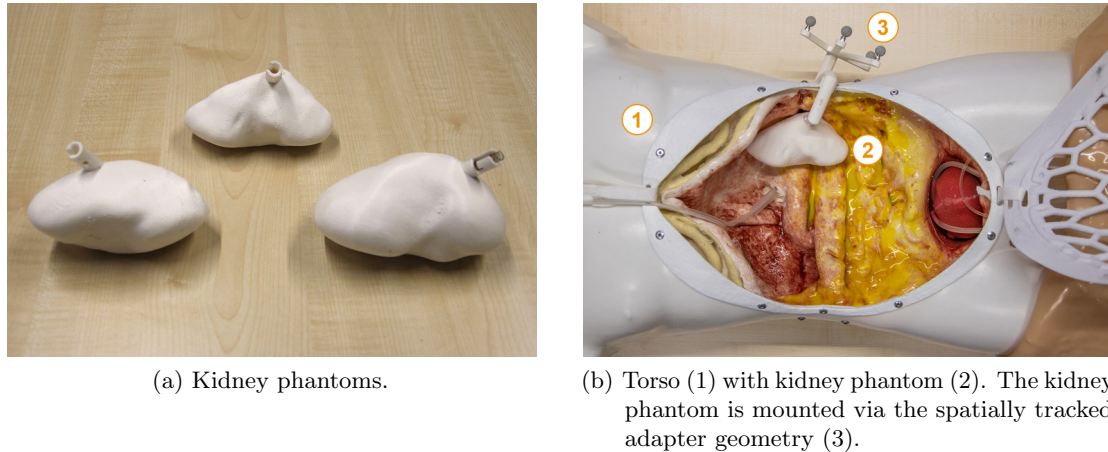 1
2
3
(a) Kidney phantoms.
(b) Torso (1) with kidney phantom (2). The kidney
phantom is mounted via the spatially tracked
adapter geometry (3).